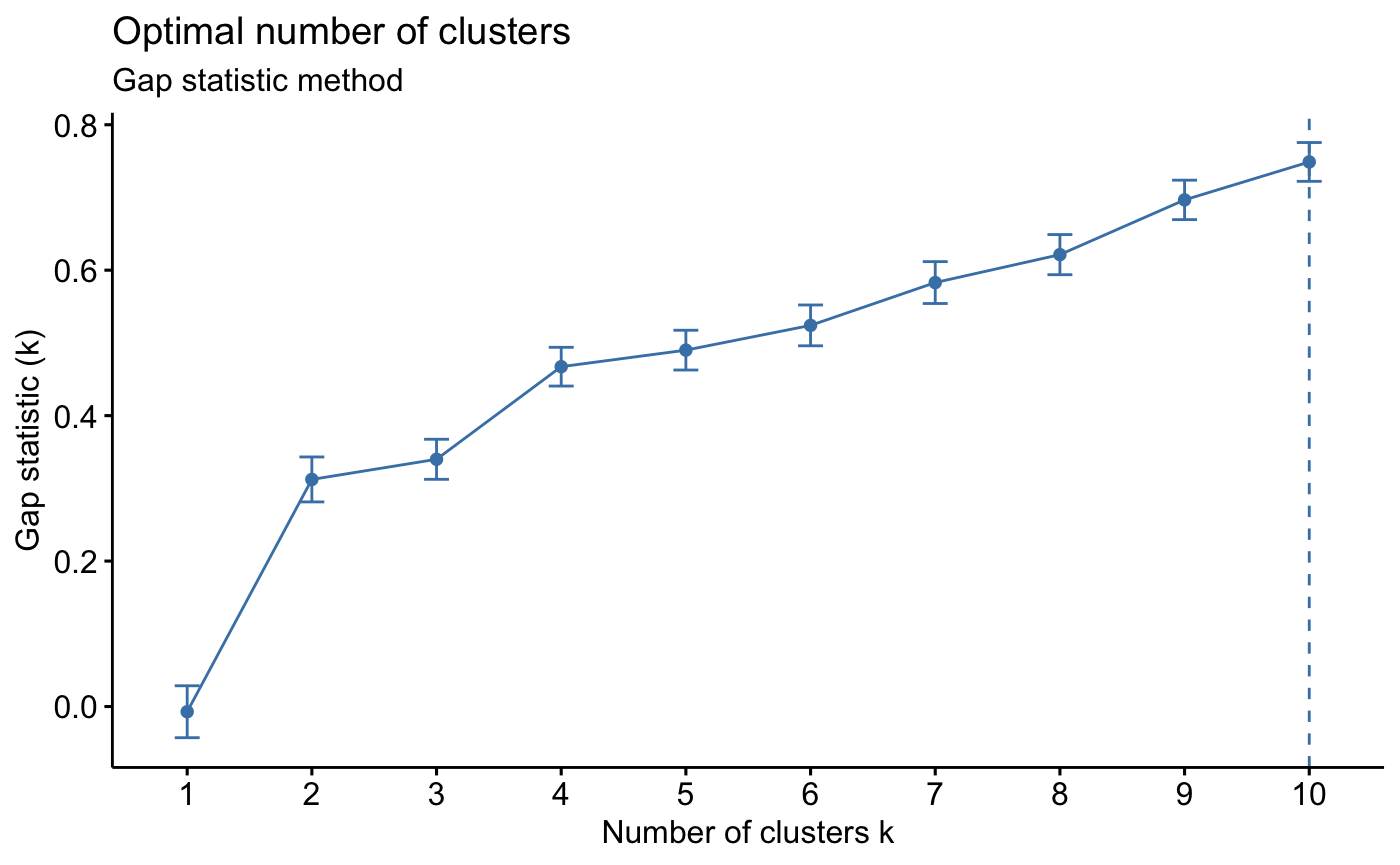 Optimal number of clusters
Gap statistic method
Gap statistic (k)
0.8
0.6
0.4
0.2
0.0
1 2 3 4 5 6 7 8 9 10
Number of clusters k